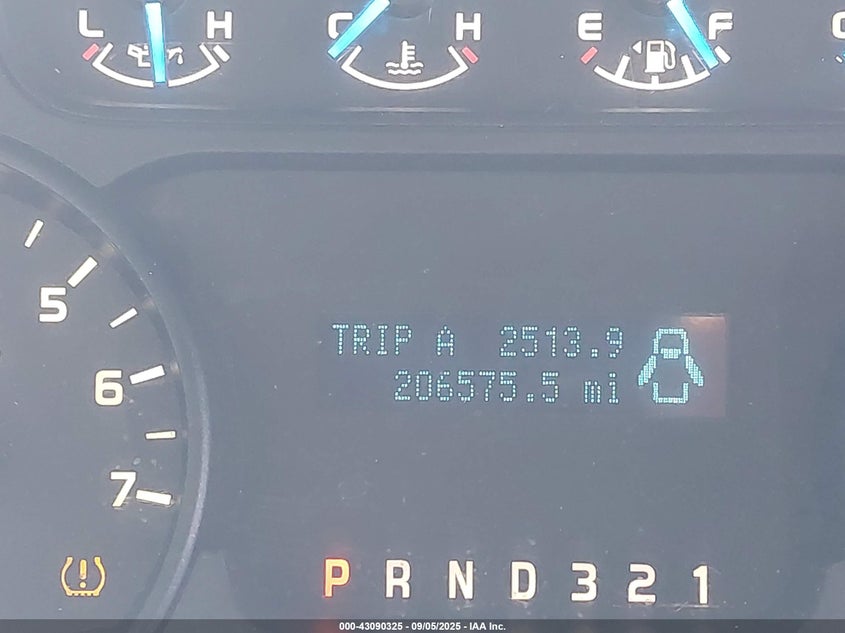 L H C H E F
TRIP A 2513.9
206575.5 mi
5
6
7
P R N D 3 2 1
000-43090325 - 09/05/2025 - IAA Inc.